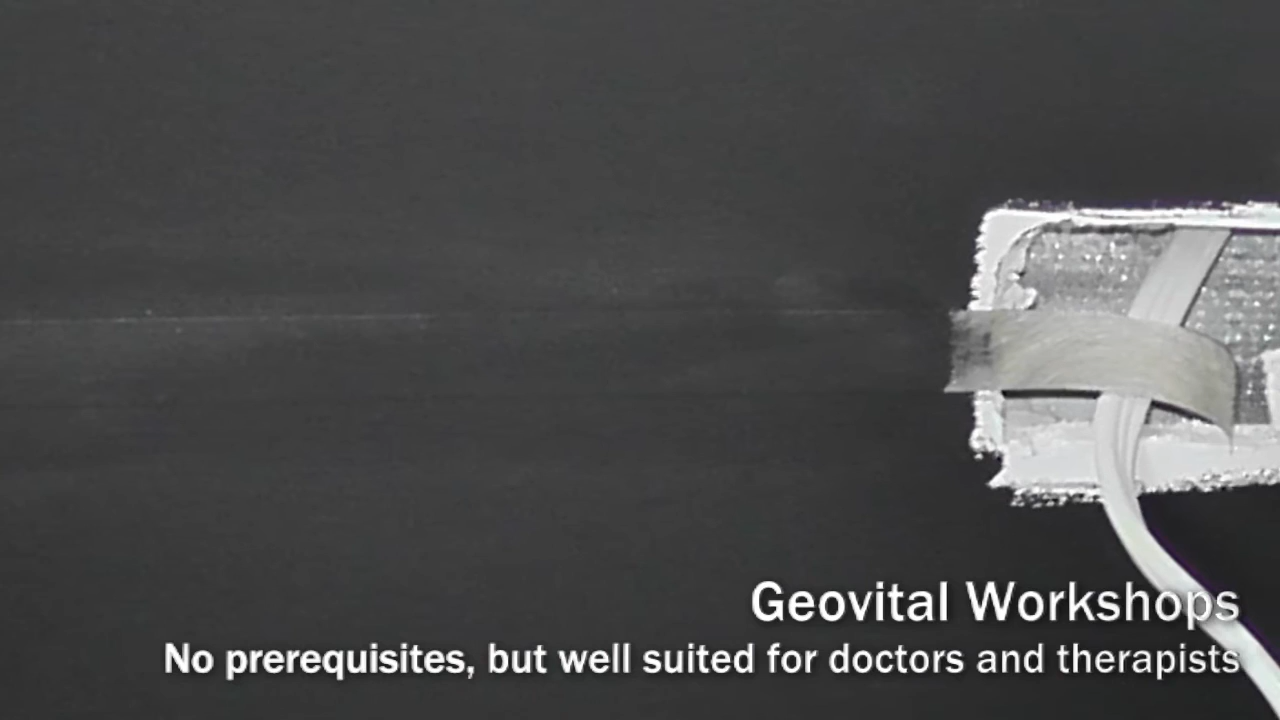 Geovital Workshops
No prerequisites, but well suited for doctors and therapists